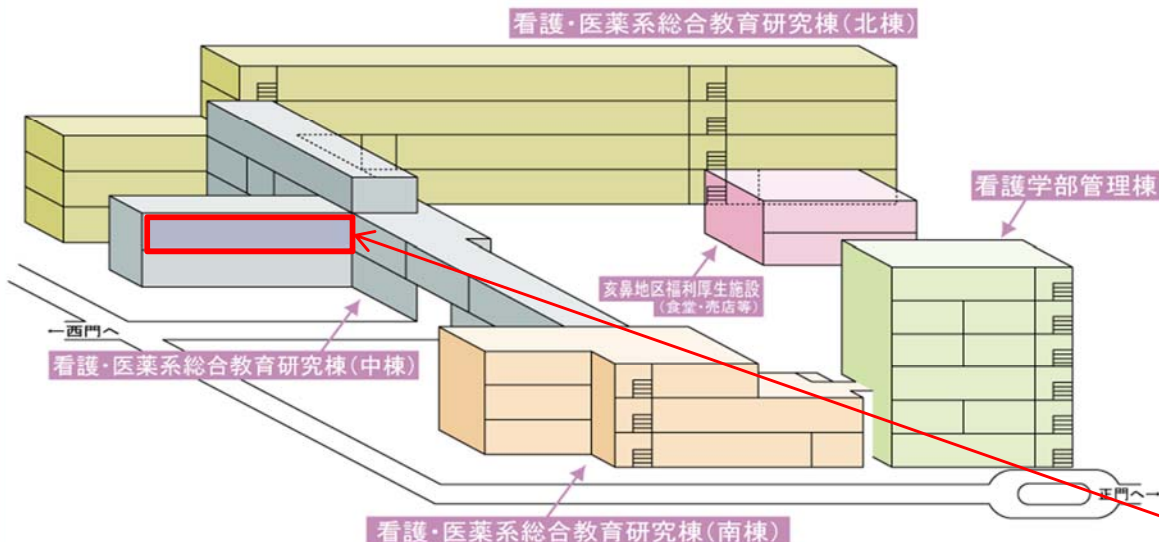 看護・医薬系総合教育研究棟(北棟)
看護学部管理棟
亥鼻地区福利厚生施設
(食堂・売店等)
←西門へ
看護・医薬系総合教育研究棟(中棟)
正門へ→
看護・医薬系総合教育研究棟(南棟)